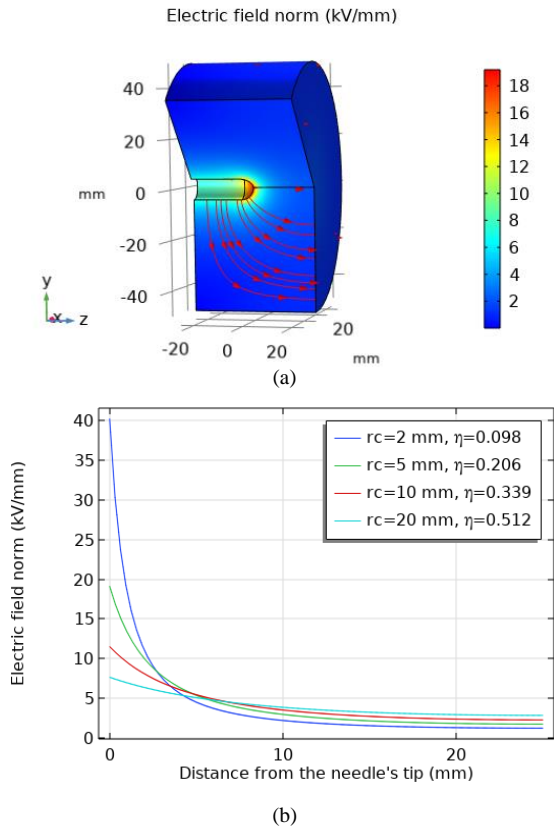 Electric field norm (kV/mm)
40
20
mm
0
-20
-40
y
x
z
-20
0
20
20
mm
18
16
14
12
10
8
6
4
2
(a)
40
35
30
25
20
15
10
5
0
Electric field norm (kV/mm)
rc=2 mm, η=0.098
rc=5 mm, η=0.206
rc=10 mm, η=0.339
rc=20 mm, η=0.512
0
10
20
Distance from the needle's tip (mm)
(b)